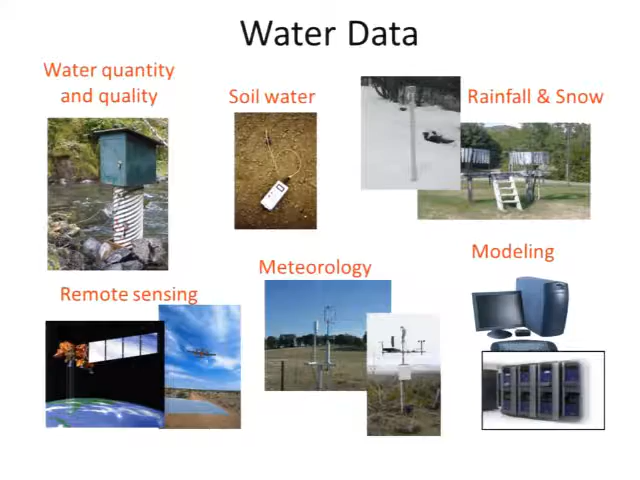 Water Data
Water quantity
and quality
Soil water
Rainfall & Snow
Meteorology
Modeling
Remote sensing